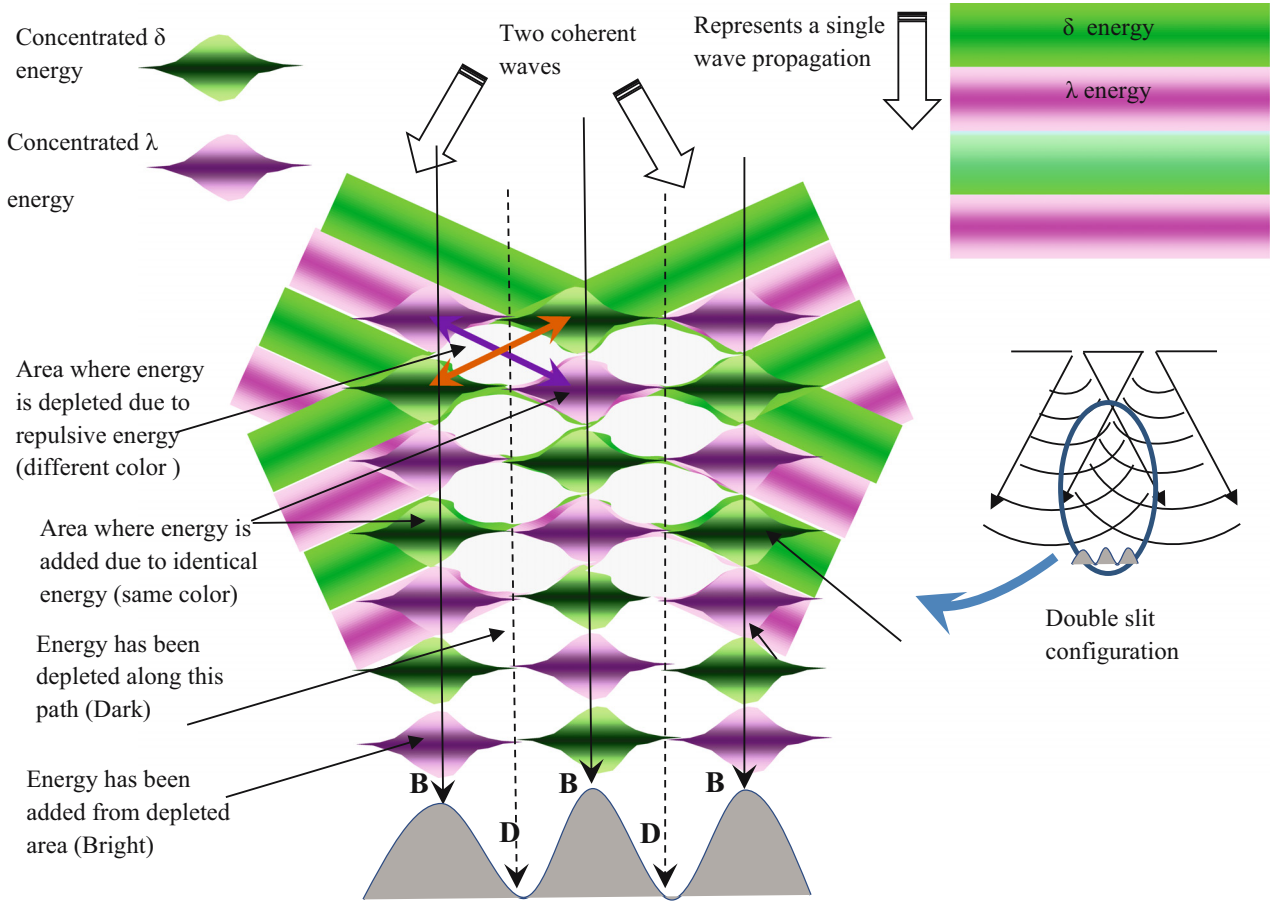 Concentrated δ
energy
Concentrated λ
energy
Two coherent
waves
Represents a single
wave propagation
δ energy
λ energy
Area where energy
is depleted due to
repulsive energy
(different color )
Area where energy is
added due to identical
energy (same color)
Energy has been
depleted along this
path (Dark)
Energy has been
added from depleted
area (Bright)
Double slit
configuration
B
B
B
D
D